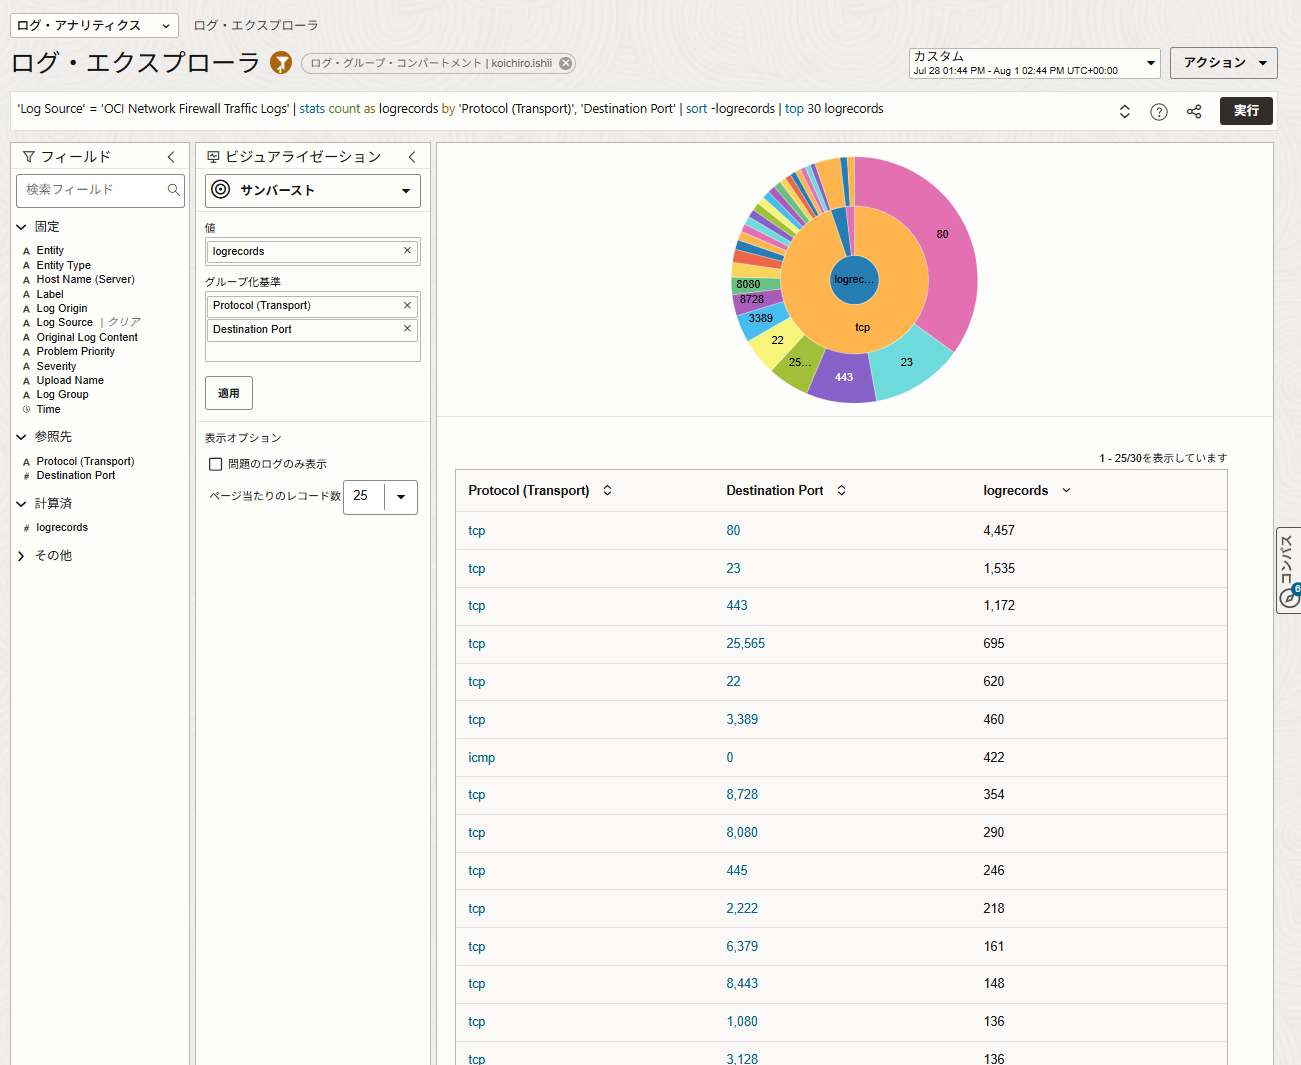 ログ・アナリティクス
ログ・エクスプローラ
ログ・エクスプローラ
ログ・グループ・コンパートメント | koichiro.ishii
カスタム
Jul 28 01:44 PM - Aug 1 02:44 PM UTC+00:00
アクション
'Log Source' = 'OCI Network Firewall Traffic Logs' | stats count as logrecords by 'Protocol (Transport)', 'Destination Port' | sort -logrecords | top 30 logrecords
実行
フィールド
検索フィールド
固定
A Entity
A Entity Type
A Host Name (Server)
A Label
A Log Origin
A Log Source | クリア
A Original Log Content
A Problem Priority
A Severity
A Upload Name
A Log Group
Time
参照先
A Protocol (Transport)
# Destination Port
計算済
# logrecords
その他
ビジュアライゼーション
サンバースト
値
logrecords
グループ化基準
Protocol (Transport)
Destination Port
適用
表示オプション
問題のログのみ表示
ページ当たりのレコード数 25
80
8080
8728
3389
22
25...
443
23
logrec...
tcp
1 - 25/30を表示しています
Protocol (Transport) Destination Port logrecords
tcp 80 4,457
tcp 23 1,535
tcp 443 1,172
tcp 25,565 695
tcp 22 620
tcp 3,389 460
icmp 0 422
tcp 8,728 354
tcp 8,080 290
tcp 445 246
tcp 2,222 218
tcp 6,379 161
tcp 8,443 148
tcp 1,080 136
tcp 3,128 136
コンパス
8